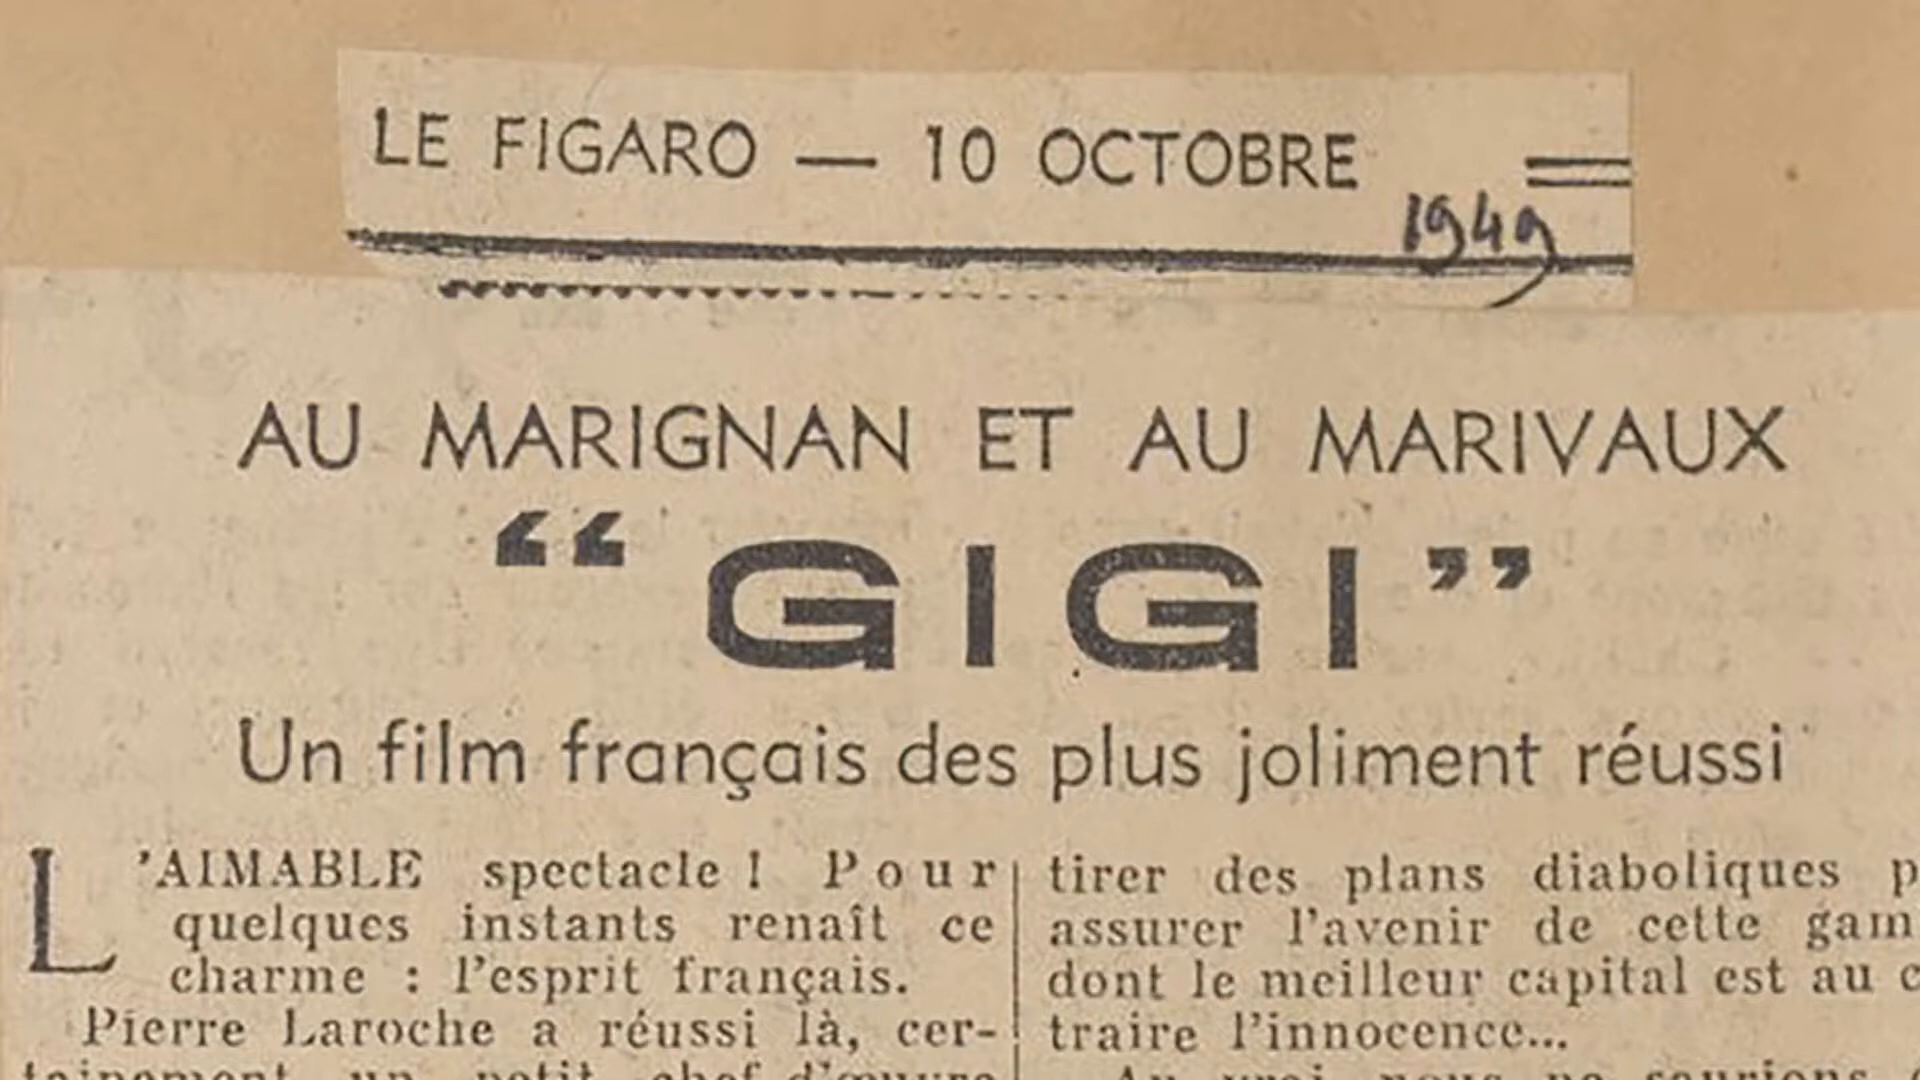 LE FIGARO — 10 OCTOBRE
1949
AU MARIGNAN ET AU MARIVAUX
“GIGI”
Un film français des plus joliment réussi
L'AIMABLE spectacle ! Pour
quelques instants renaît ce
charme : l'esprit français.
Pierre Laroche a réussi là, cer-
tainement un petit chef-d'œuvre
tirer des plans diaboliques
assurer l'avenir de cette gam
dont le meilleur capital est au
traire l'innocence...
Au vrai, nous ne saurions